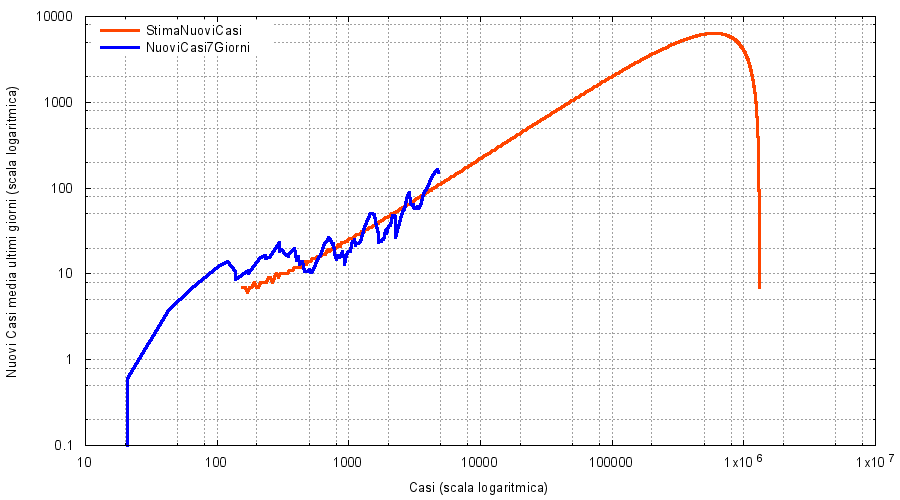 10000
1000
100
10
1
0.1
StimaNuoviCasi
NuoviCasi7Giorni
Nuovi Casi media ultimi giorni (scala logaritmica)
10
100
1000
10000
100000
1x10^6
1x10^7
Casi (scala logaritmica)